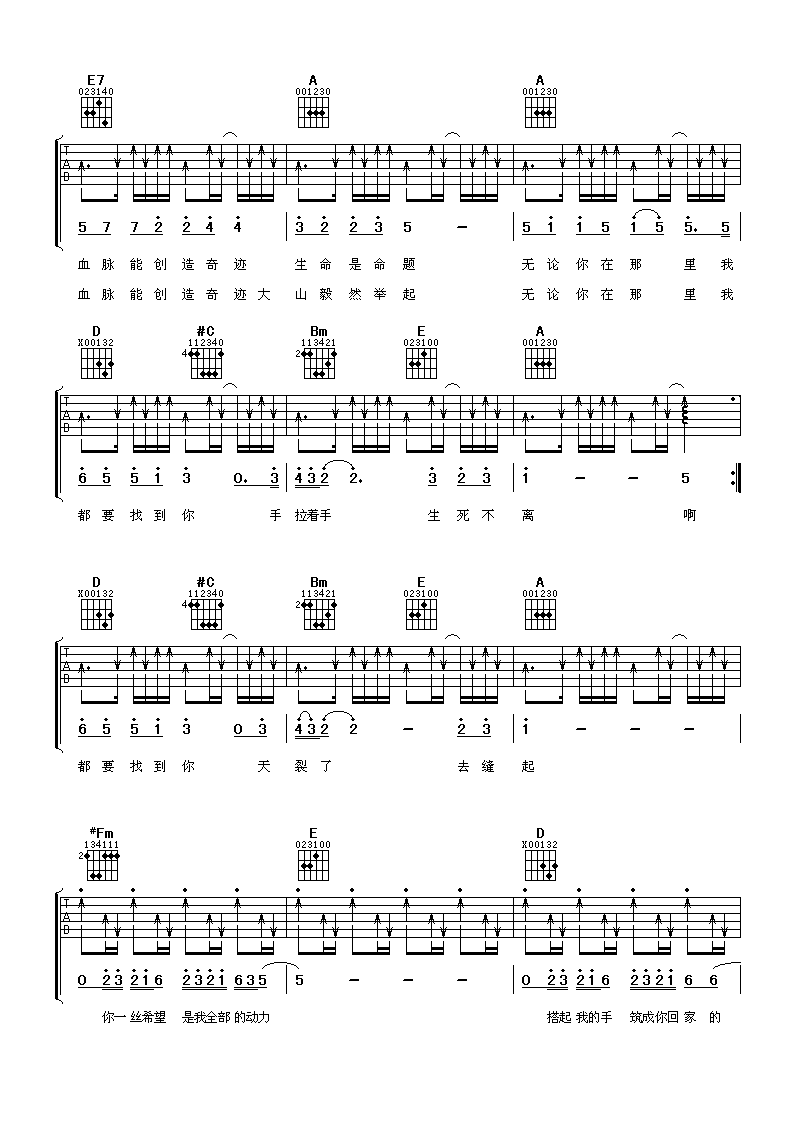 E7 A A
023140 001230 001230
T
A
B
5 7 7 2 2 4 4 3 2 2 3 5 – 5 1 1 5 1 5 5. 5
血脉能创造奇迹 生命是命题 无论你在那里我
血脉能创造奇迹大山毅然举起 无论你在那里我
D #C Bm E A
X00132 112340 113421 023100 001230
4 2
T
A
B
6 5 5 1 3 0. 3 4 3 2 2. 3 2 3 1 – – 5
都要找到你 手拉着手 生死不离 啊
D #C Bm E A
X00132 112340 113421 023100 001230
4 2
T
A
B
6 5 5 1 3 0 3 4 3 2 2 – 2 3 1 – – –
都要找到你 天裂了 去缝起
#Fm E D
134111 023100 X00132
2
T
A
B
0 2 3 2 1 6 2 3 2 1 6 3 5 5 – – – 0 2 3 2 1 6 2 3 2 1 6 6
你一丝希望 是我全部的动力 搭起我的手 筑成你回家的